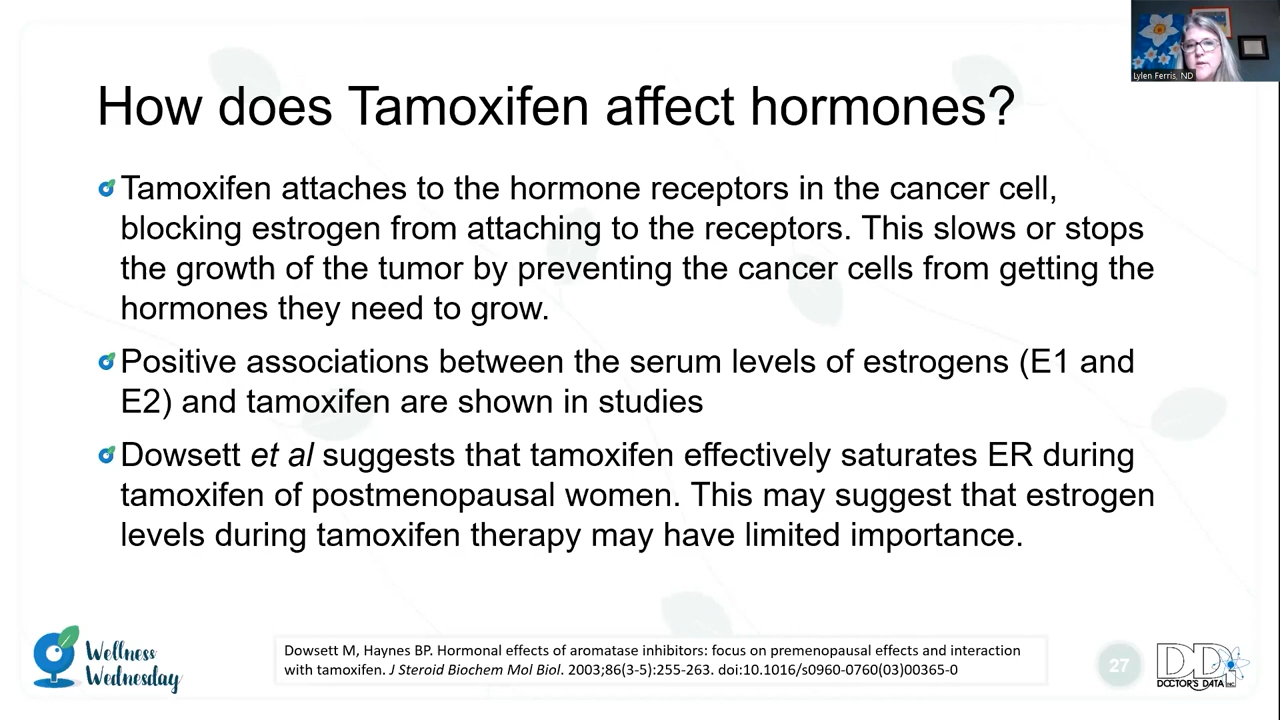 Lylen Ferris, ND
How does Tamoxifen affect hormones?
Tamoxifen attaches to the hormone receptors in the cancer cell,
blocking estrogen from attaching to the receptors. This slows or stops
the growth of the tumor by preventing the cancer cells from getting the
hormones they need to grow.
Positive associations between the serum levels of estrogens (E1 and
E2) and tamoxifen are shown in studies
Dowsett et al suggests that tamoxifen effectively saturates ER during
tamoxifen of postmenopausal women. This may suggest that estrogen
levels during tamoxifen therapy may have limited importance.
Wellness
Wednesday
Dowsett M, Haynes BP. Hormonal effects of aromatase inhibitors: focus on premenopausal effects and interaction
with tamoxifen. J Steroid Biochem Mol Biol. 2003;86(3-5):255-263. doi:10.1016/s0960-0760(03)00365-0
27
DDI
DOCTOR'S DATA INC